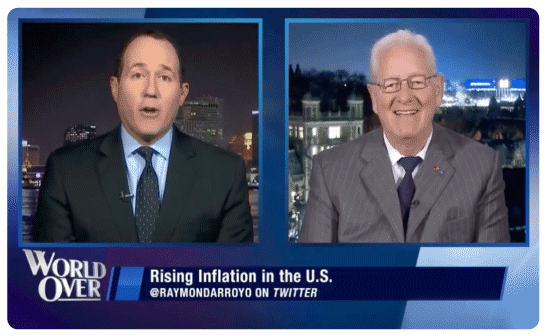 WORLD
OVER
Rising Inflation in the U.S.
@RAYMONDARROYO ON TWITTER